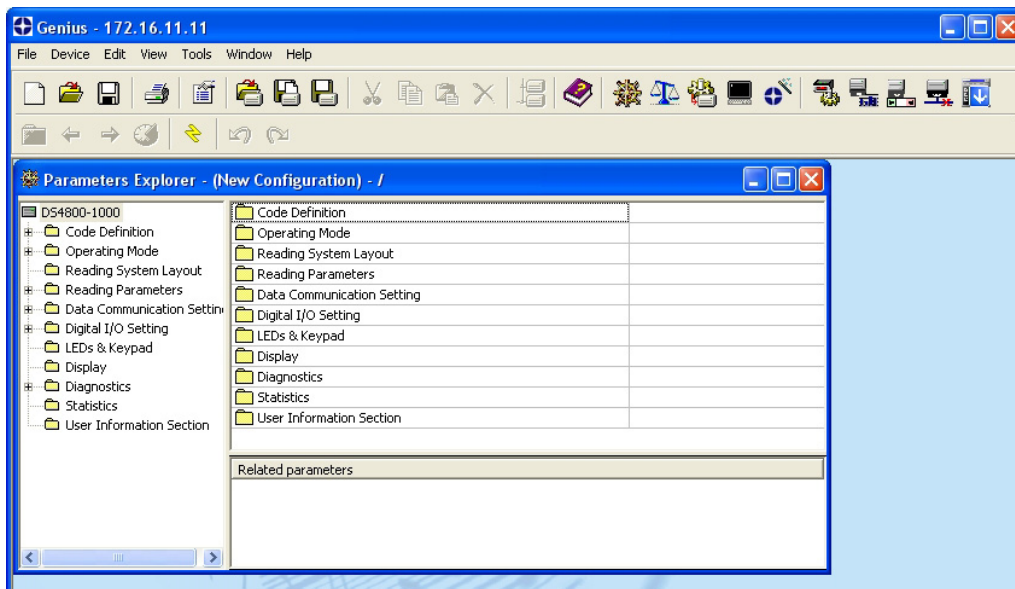 Genius - 172.16.11.11
File Device Edit View Tools Window Help
Parameters Explorer - (New Configuration) - /
DS4800-1000
Code Definition
Operating Mode
Reading System Layout
Reading Parameters
Data Communication Settin
Digital I/O Setting
LEDs & Keypad
Display
Diagnostics
Statistics
User Information Section
Code Definition
Operating Mode
Reading System Layout
Reading Parameters
Data Communication Setting
Digital I/O Setting
LEDs & Keypad
Display
Diagnostics
Statistics
User Information Section
Related parameters